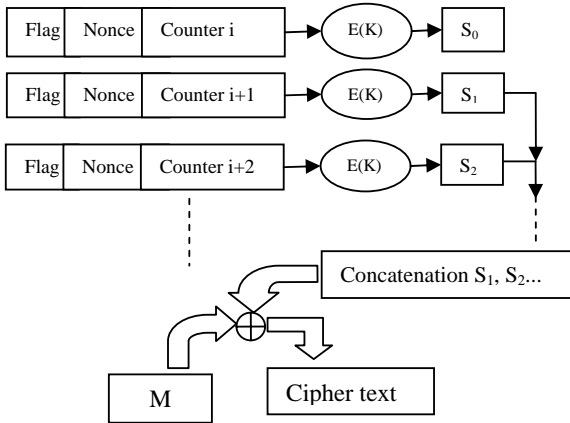 Flag Nonce Counter i E(K) S₀
Flag Nonce Counter i+1 E(K) S₁
Flag Nonce Counter i+2 E(K) S₂
Concatenation S₁, S₂...
M
Cipher text